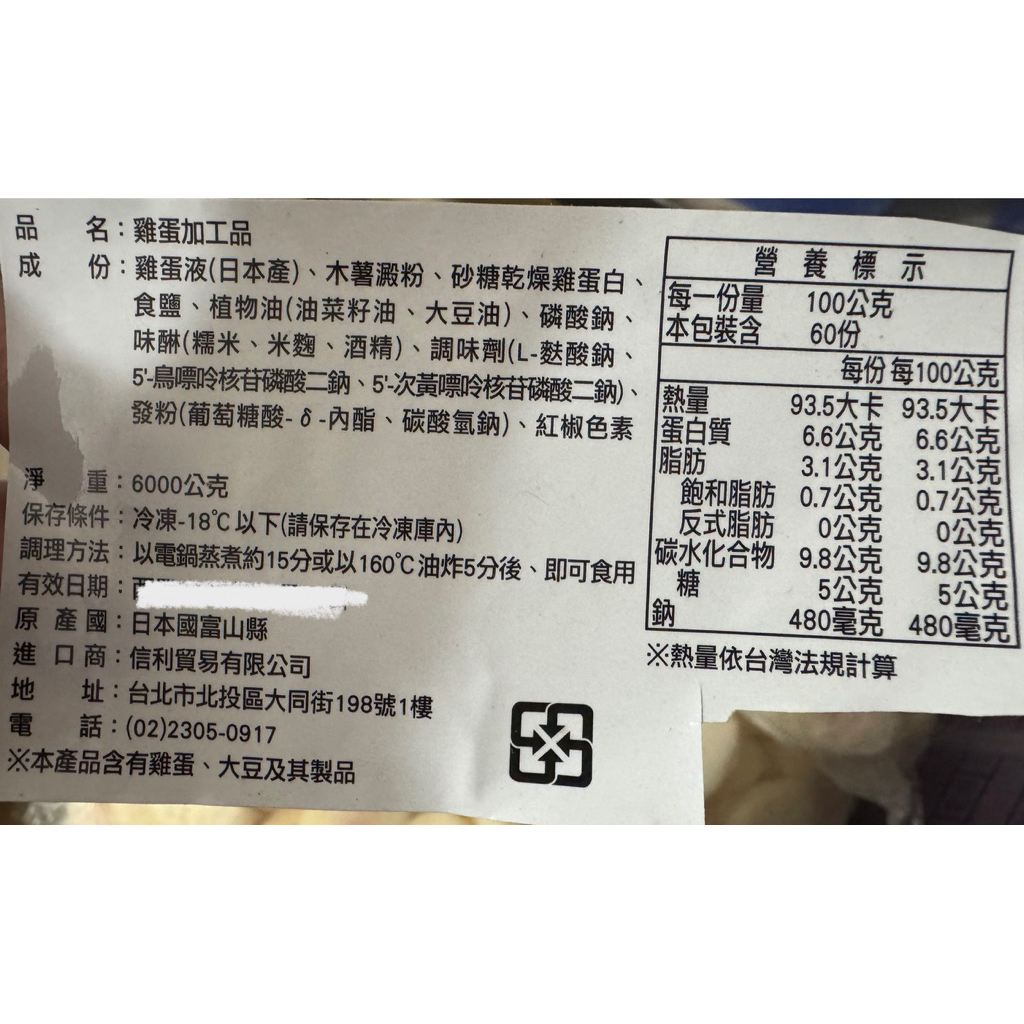 品名：雞蛋加工品
成份：雞蛋液(日本產)、木薯澱粉、砂糖乾燥雞蛋白、
食鹽、植物油(油菜籽油、大豆油)、磷酸鈉、
味醂(糯米、米麴、酒精)、調味劑(L-麩酸鈉、
5'-鳥嘌呤核苷磷酸二鈉、5'-次黃嘌呤核苷磷酸二鈉)、
發粉(葡萄糖酸-δ-內酯、碳酸氫鈉)、紅椒色素
淨重：6000公克
保存條件：冷凍-18℃以下(請保存在冷凍庫內)
調理方法：以電鍋蒸煮約15分或以160℃油炸5分後、即可食用
有效日期：
原產國：日本國富山縣
進口商：信利貿易有限公司
地址：台北市北投區大同街198號1樓
電話：(02)2305-0917
※本產品含有雞蛋、大豆及其製品
營養標示
每一份量 100公克
本包裝含 60份
每份 每100公克
熱量 93.5大卡 93.5大卡
蛋白質 6.6公克 6.6公克
脂肪 3.1公克 3.1公克
飽和脂肪 0.7公克 0.7公克
反式脂肪 0公克 0公克
碳水化合物 9.8公克 9.8公克
糖 5公克 5公克
鈉 480毫克 480毫克
※熱量依台灣法規計算